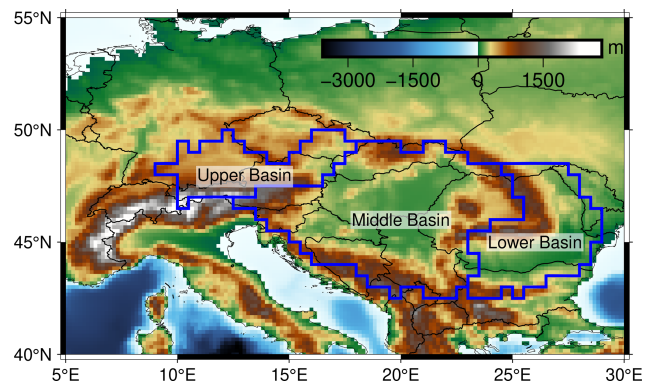 55°N
m
−3000 −1500 0 1500
50°N
Upper Basin
Middle Basin
Lower Basin
45°N
40°N
5°E 10°E 15°E 20°E 25°E 30°E